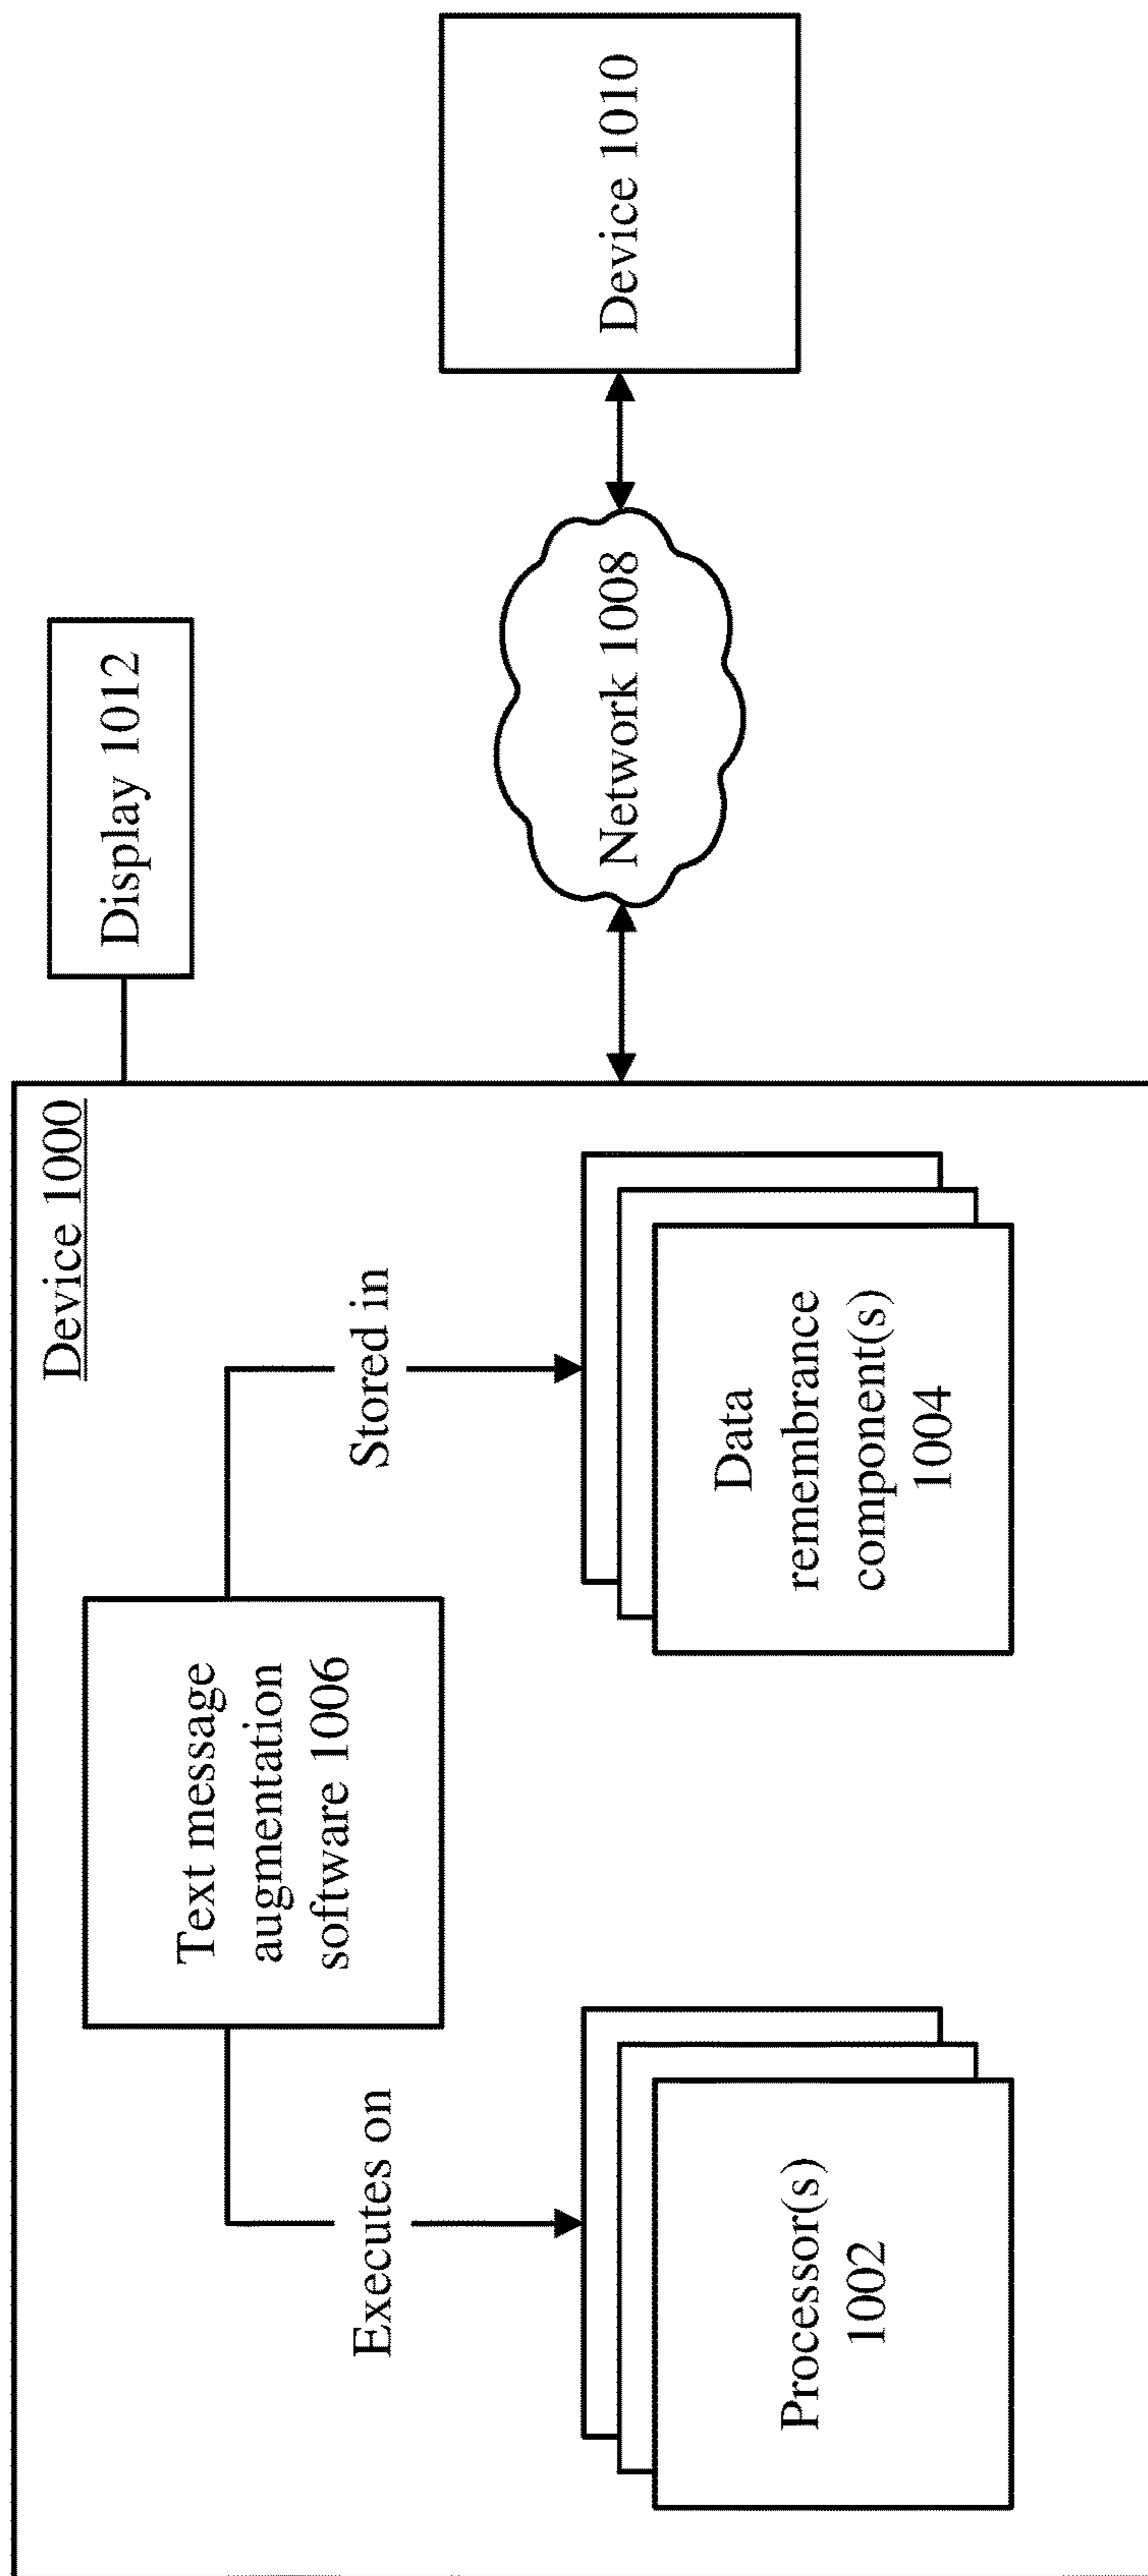 Device 1000
Text message
augmentation
software 1006
Executes on
Stored in
Processor(s)
1002
Data
remembrance
component(s)
1004
Display 1012
Network 1008
Device 1010